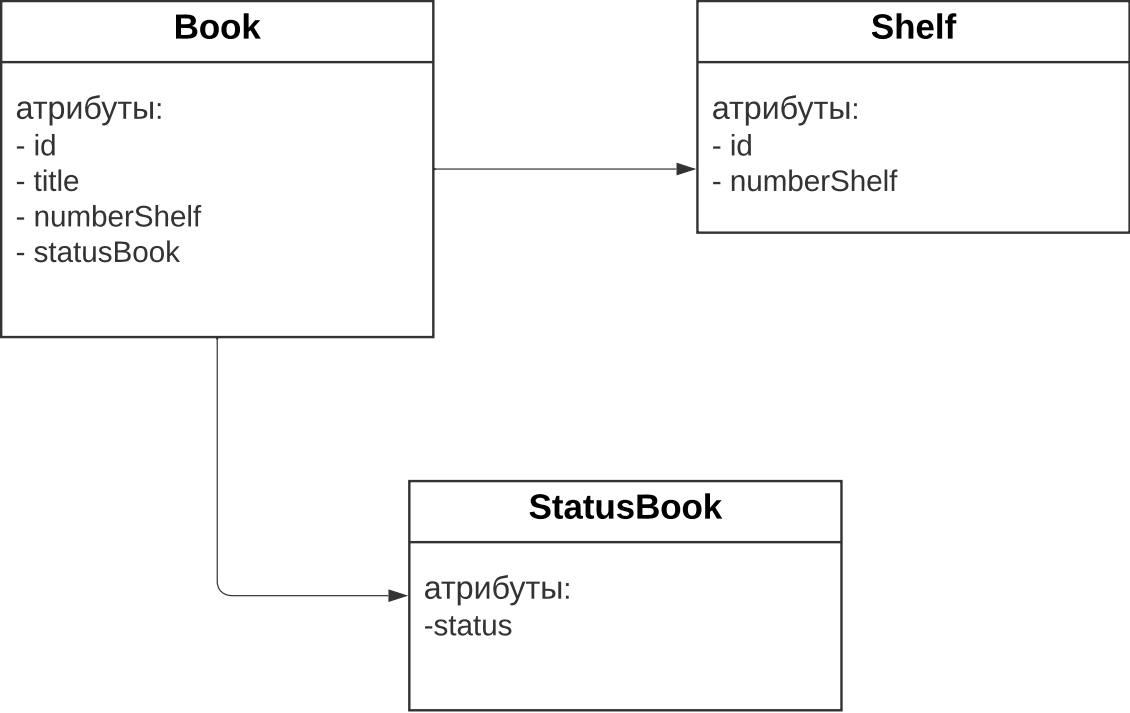 Book
атрибуты:
- id
- title
- numberShelf
- statusBook
Shelf
атрибуты:
- id
- numberShelf
StatusBook
атрибуты:
-status